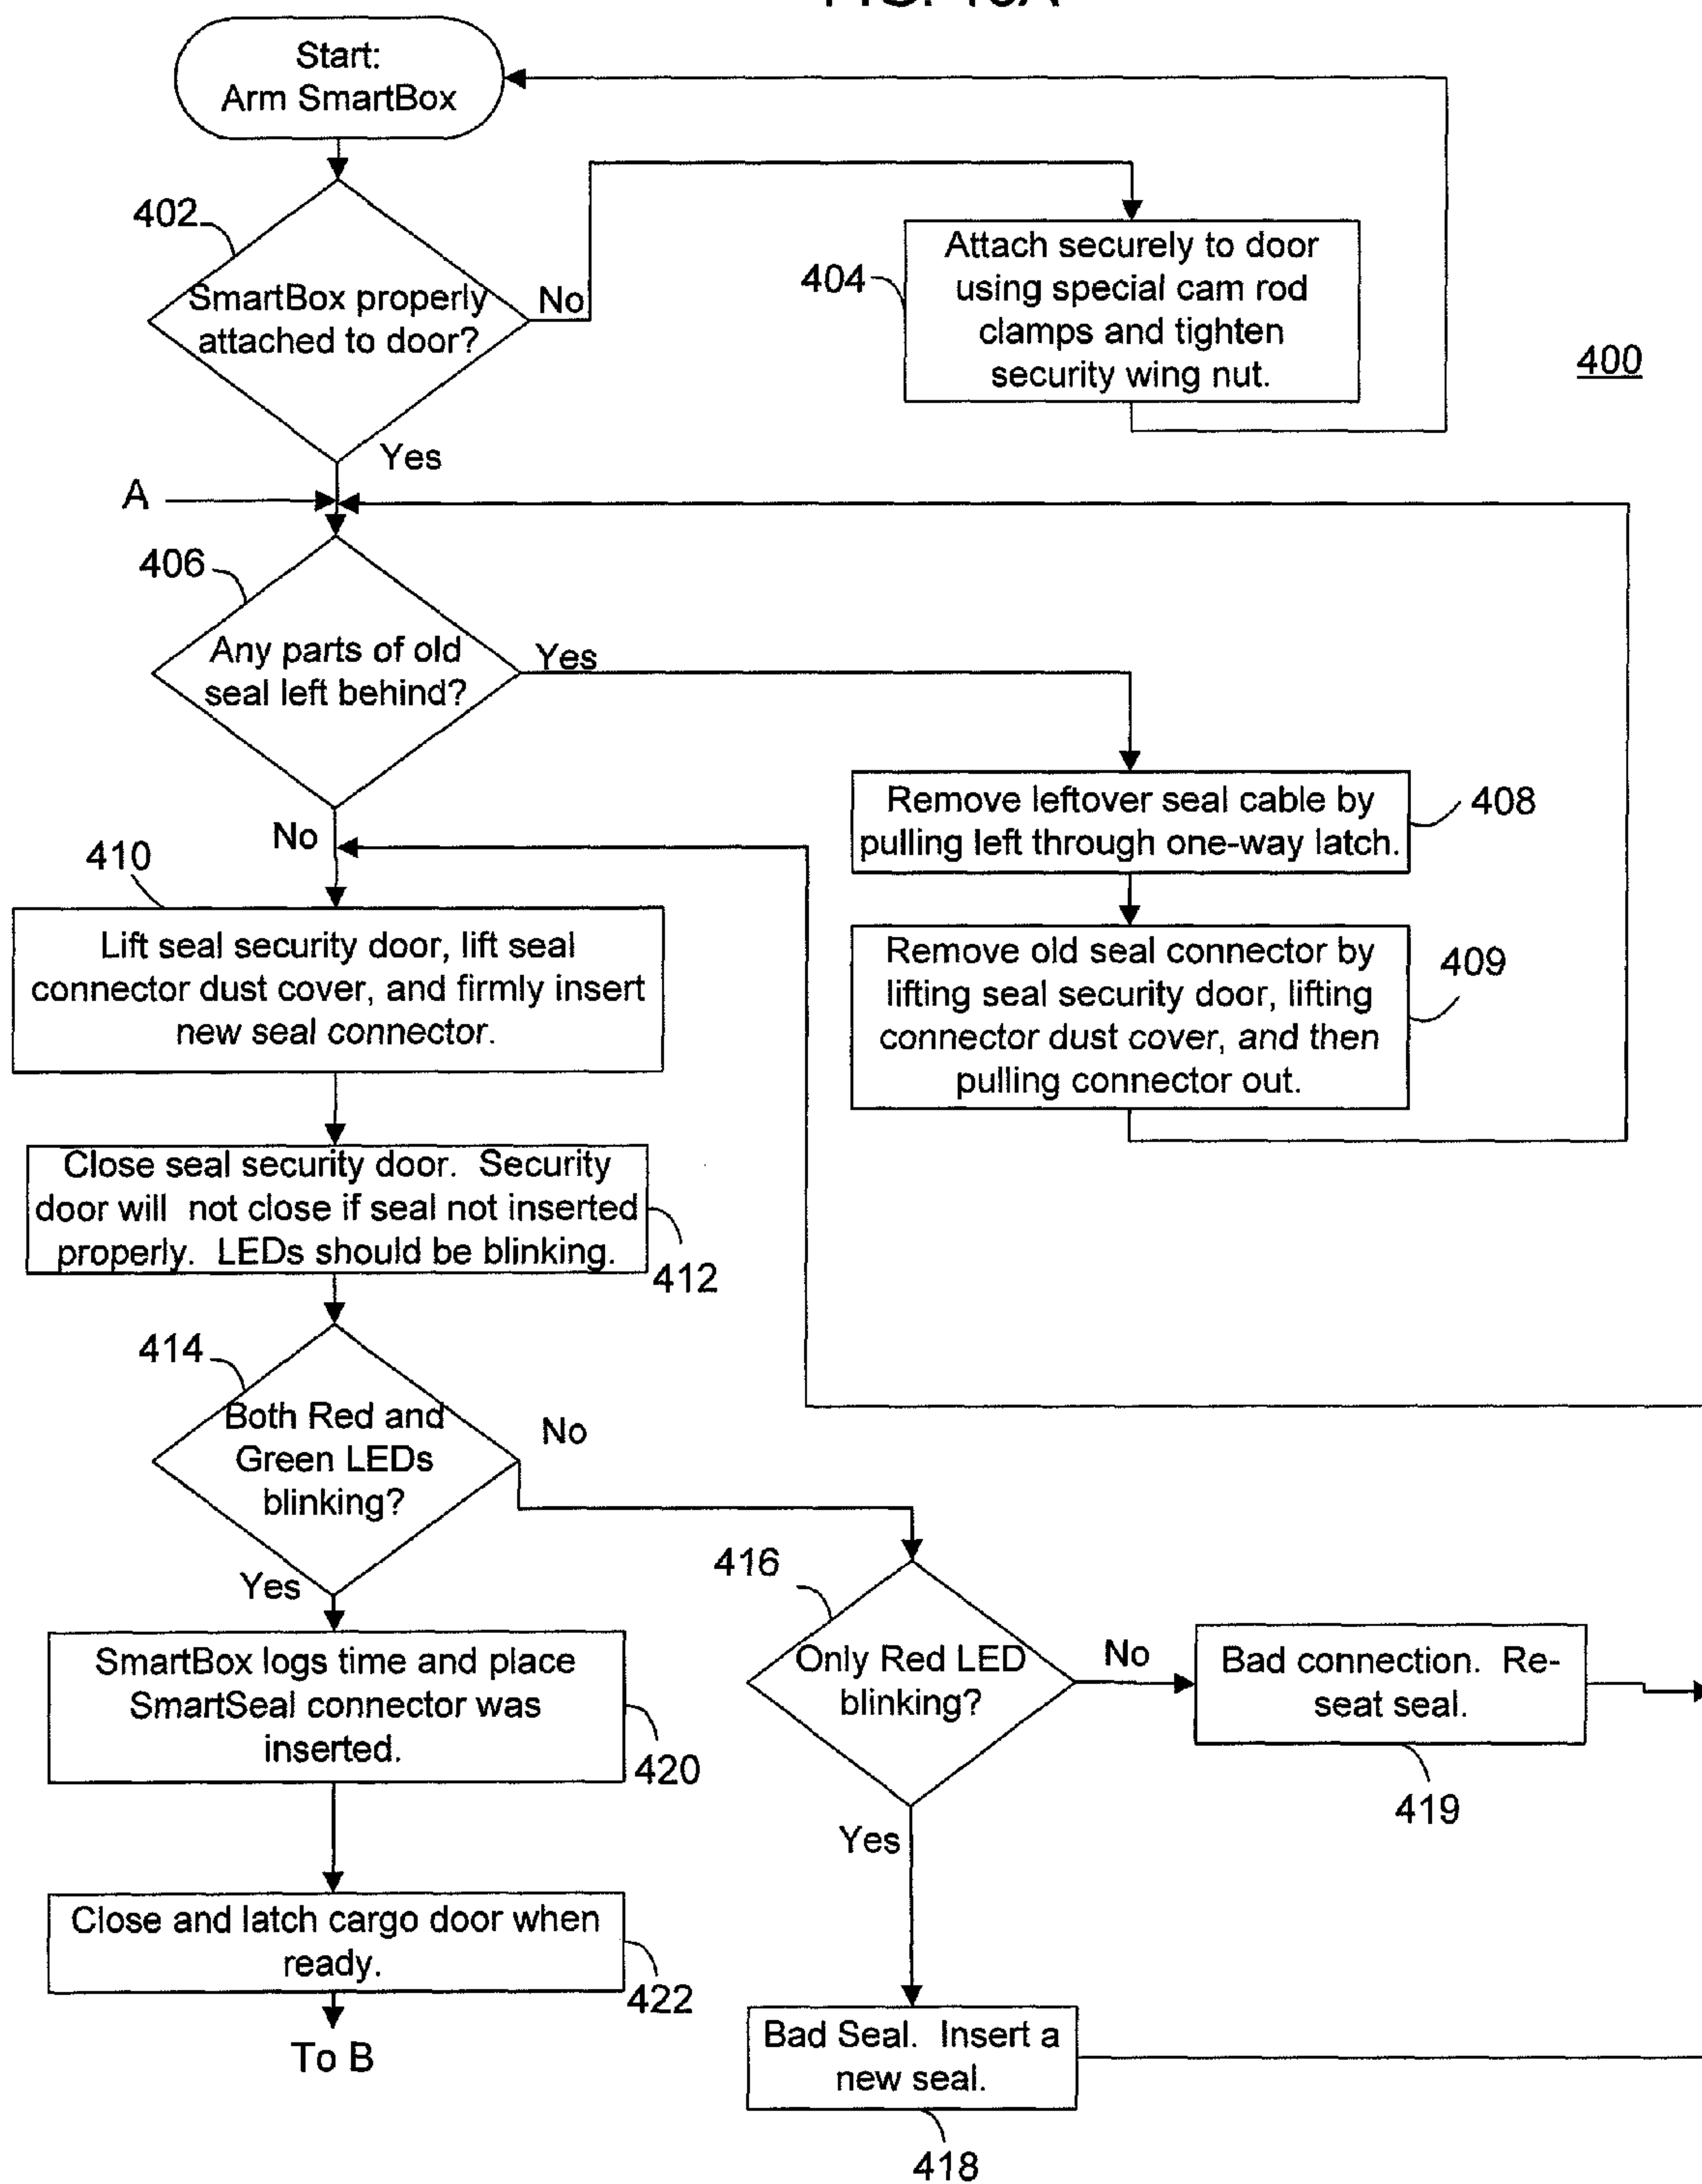 Start:
Arm SmartBox
402
SmartBox properly
attached to door?
No
404
Attach securely to door
using special cam rod
clamps and tighten
security wing nut.
400
Yes
A
406
Any parts of old
seal left behind?
Yes
408
Remove leftover seal cable by
pulling left through one-way latch.
No
409
Remove old seal connector by
lifting seal security door, lifting
connector dust cover, and then
pulling connector out.
410
Lift seal security door, lift seal
connector dust cover, and firmly insert
new seal connector.
Close seal security door. Security
door will not close if seal not inserted
properly. LEDs should be blinking.
412
414
Both Red and
Green LEDs
blinking?
No
Yes
416
Only Red LED
blinking?
No
Bad connection. Re-
seat seal.
419
SmartBox logs time and place
SmartSeal connector was
inserted.
420
Yes
Close and latch cargo door when
ready.
422
To B
Bad Seal. Insert a
new seal.
418